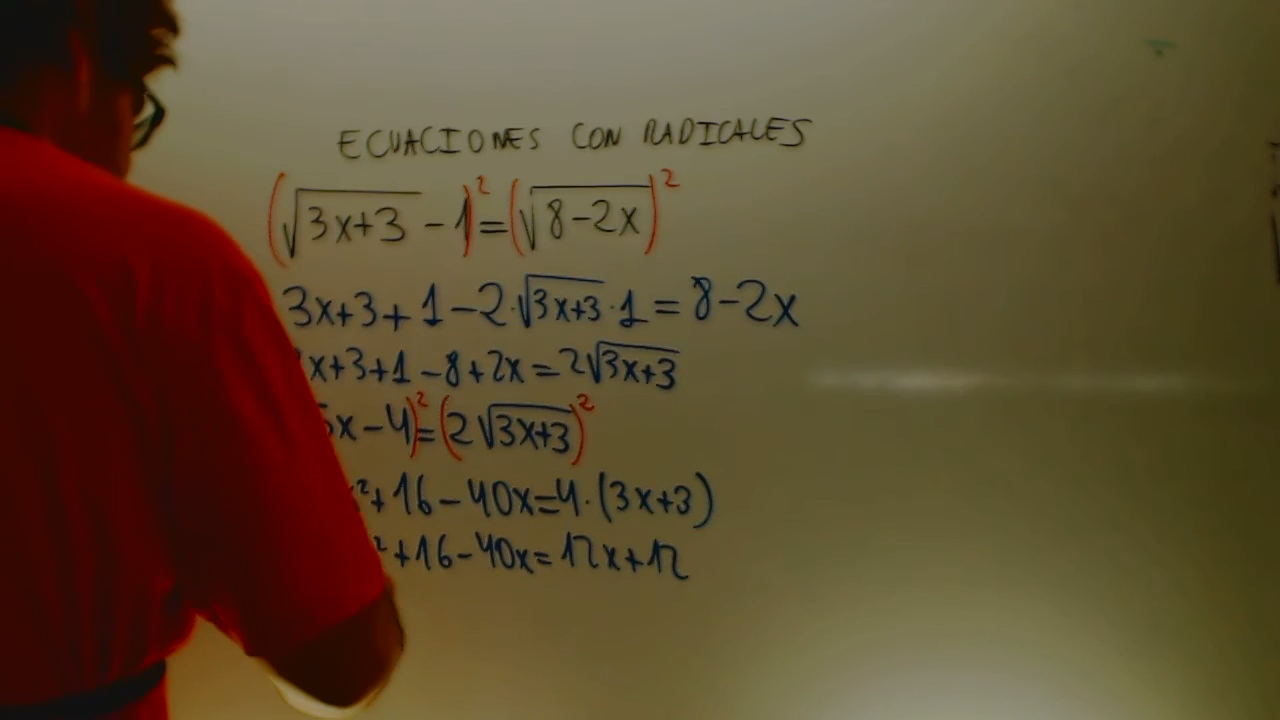 ECUACIONES CON RADICALES
(√3x+3 - 1)² = (√8-2x)²
3x+3+1-2·√3x+3·1=8-2x
x+3+1-8+2x=2√3x+3
x-4)²=(2√3x+3)²
²+16-40x=4·(3x+3)
²+16-40x=12x+12